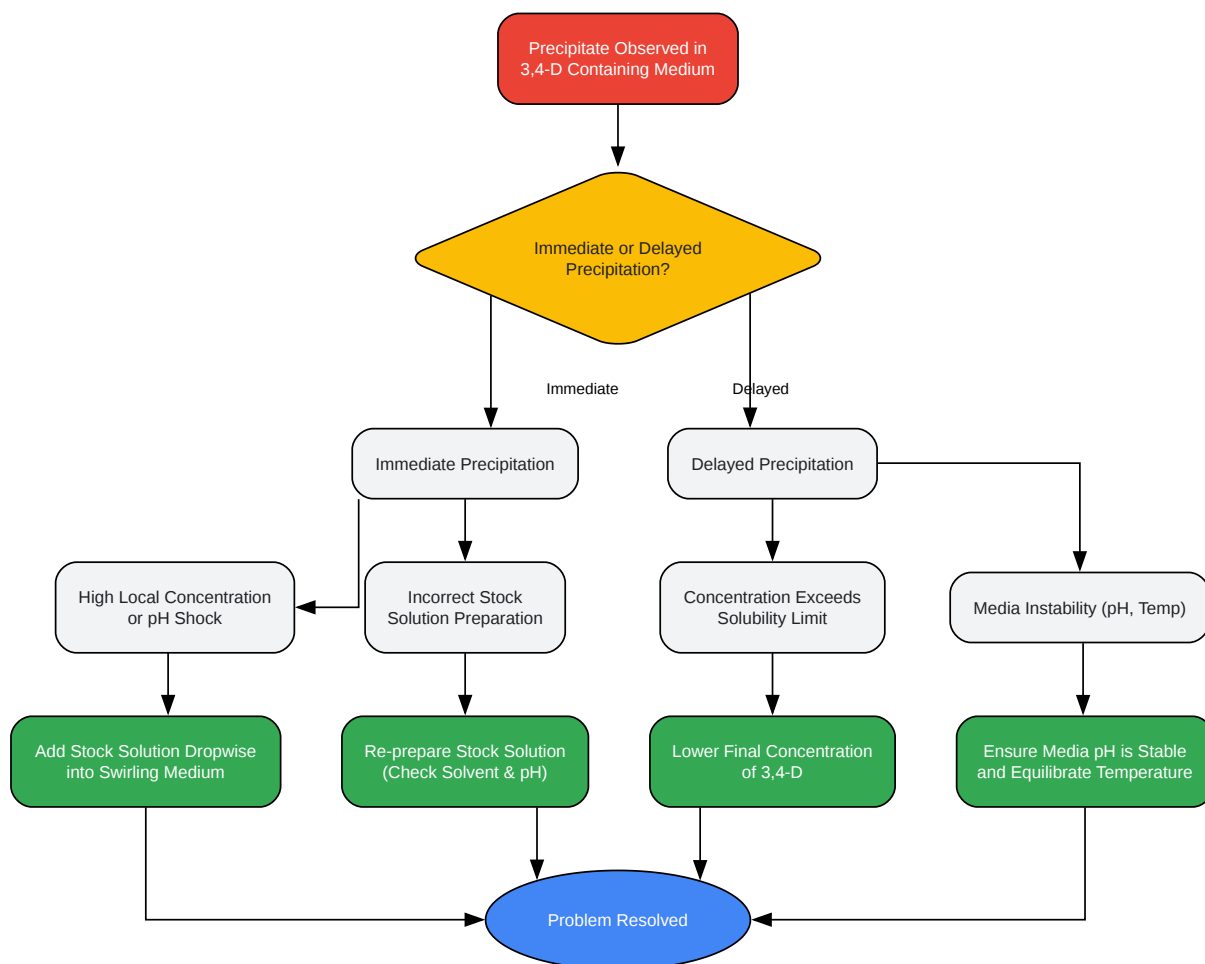 Precipitate Observed in
3,4-D Containing Medium
Immediate or Delayed
Precipitation?
Immediate
Delayed
Immediate Precipitation
Delayed Precipitation
High Local Concentration
or pH Shock
Incorrect Stock
Solution Preparation
Concentration Exceeds
Solubility Limit
Media Instability (pH, Temp)
Add Stock Solution Dropwise
into Swirling Medium
Re-prepare Stock Solution
(Check Solvent & pH)
Lower Final Concentration
of 3,4-D
Ensure Media pH is Stable
and Equilibrate Temperature
Problem Resolved